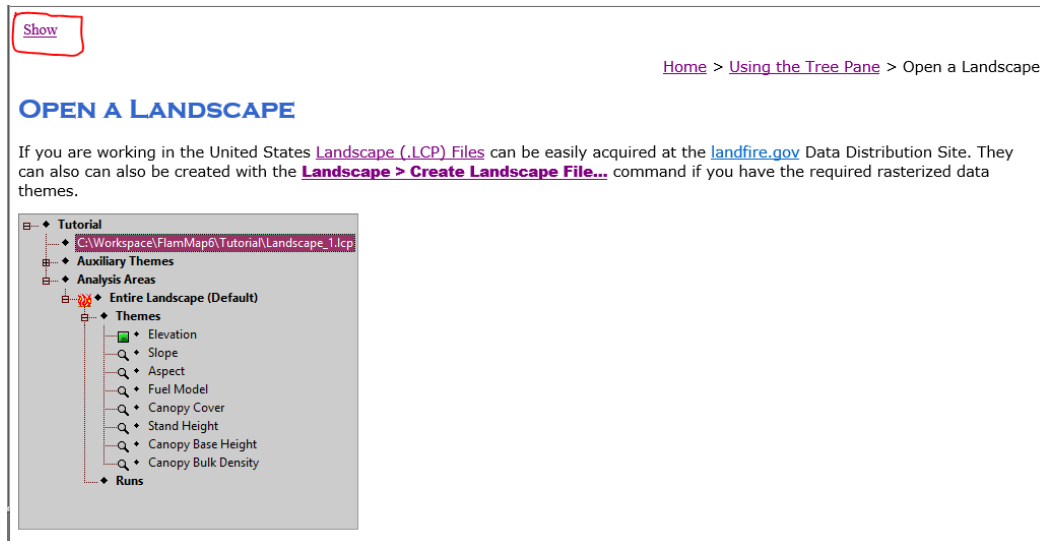 Show
Home > Using the Tree Pane > Open a Landscape
OPEN A LANDSCAPE
If you are working in the United States Landscape (.LCP) Files can be easily acquired at the landfire.gov Data Distribution Site. They
can also can also be created with the Landscape > Create Landscape File... command if you have the required rasterized data
themes.
Tutorial
C:\Workspace\FlamMap6\Tutorial\Landscape_1.lcp
Auxiliary Themes
Analysis Areas
Entire Landscape (Default)
Themes
Elevation
Slope
Aspect
Fuel Model
Canopy Cover
Stand Height
Canopy Base Height
Canopy Bulk Density
Runs